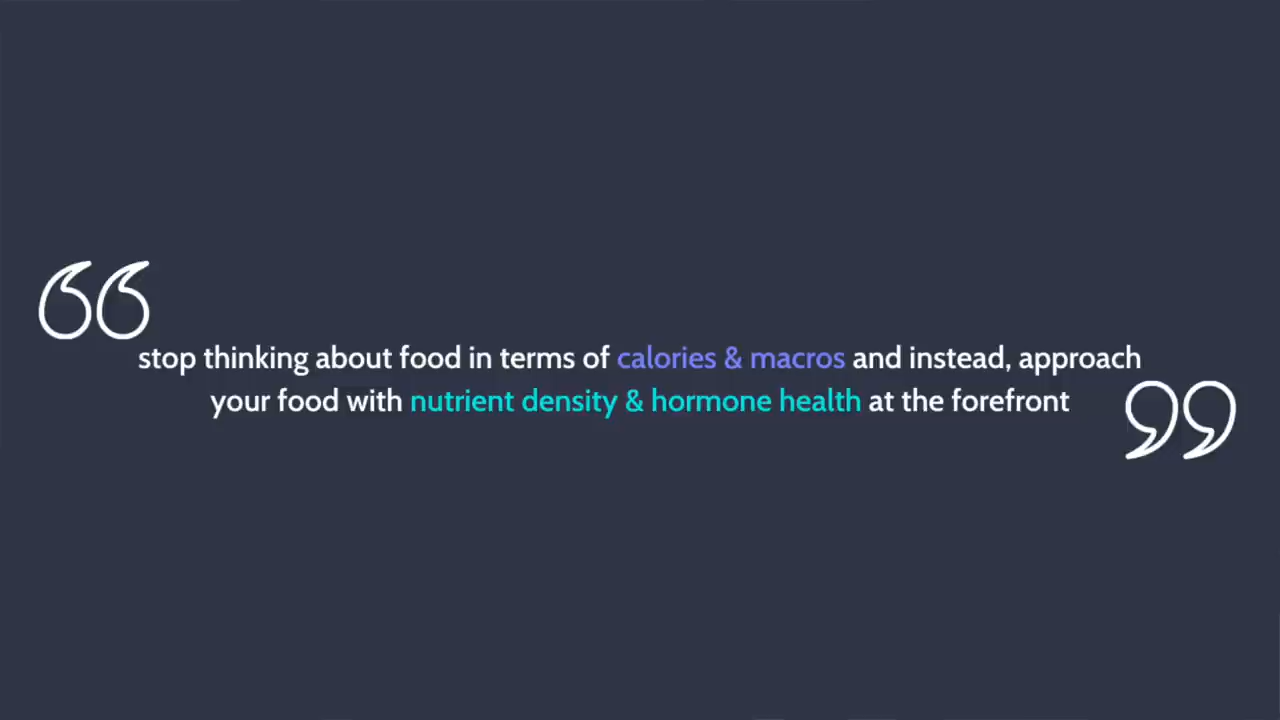 “
stop thinking about food in terms of calories & macros and instead, approach
your food with nutrient density & hormone health at the forefront
”